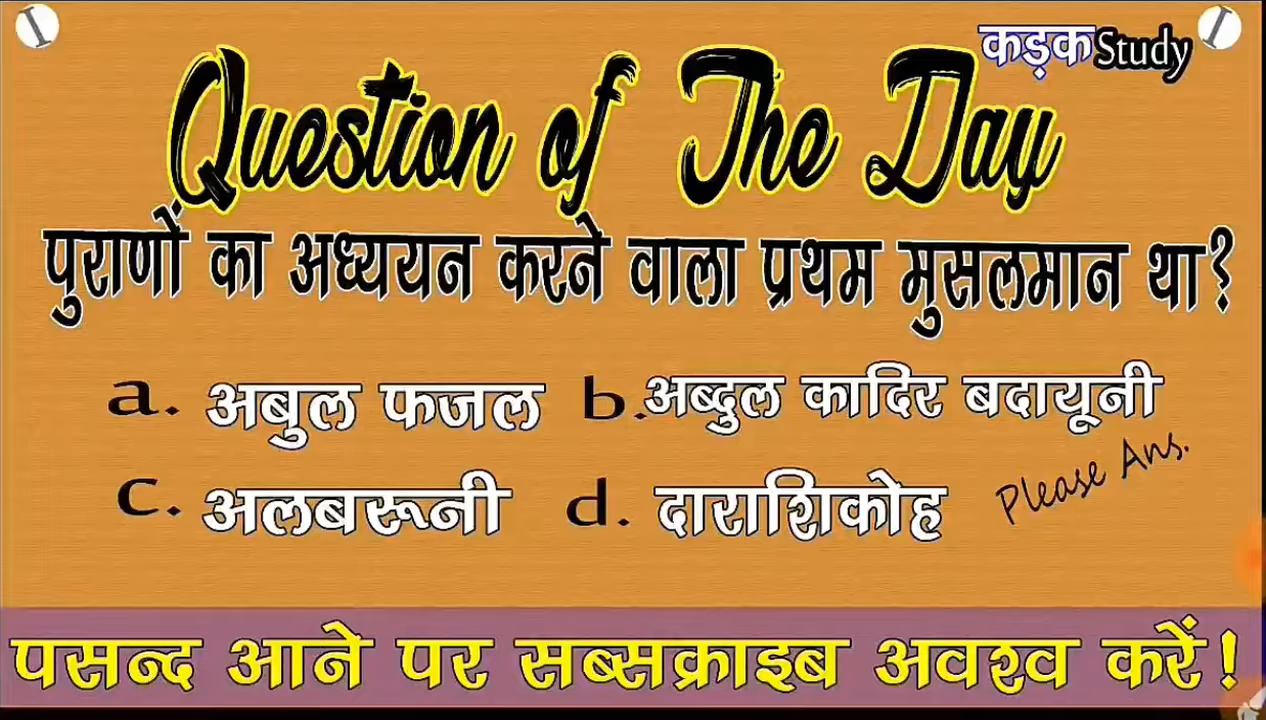 कड़क Study
Question of The Day
पुराणों का अध्ययन करने वाला प्रथम मुसलमान था?
a. अबुल फजल b. अब्दुल कादिर बदायूनी
c. अलबरूनी d. दाराशिकोह Please Ans.
पसन्द आने पर सब्सक्राइब अवश्व करें!